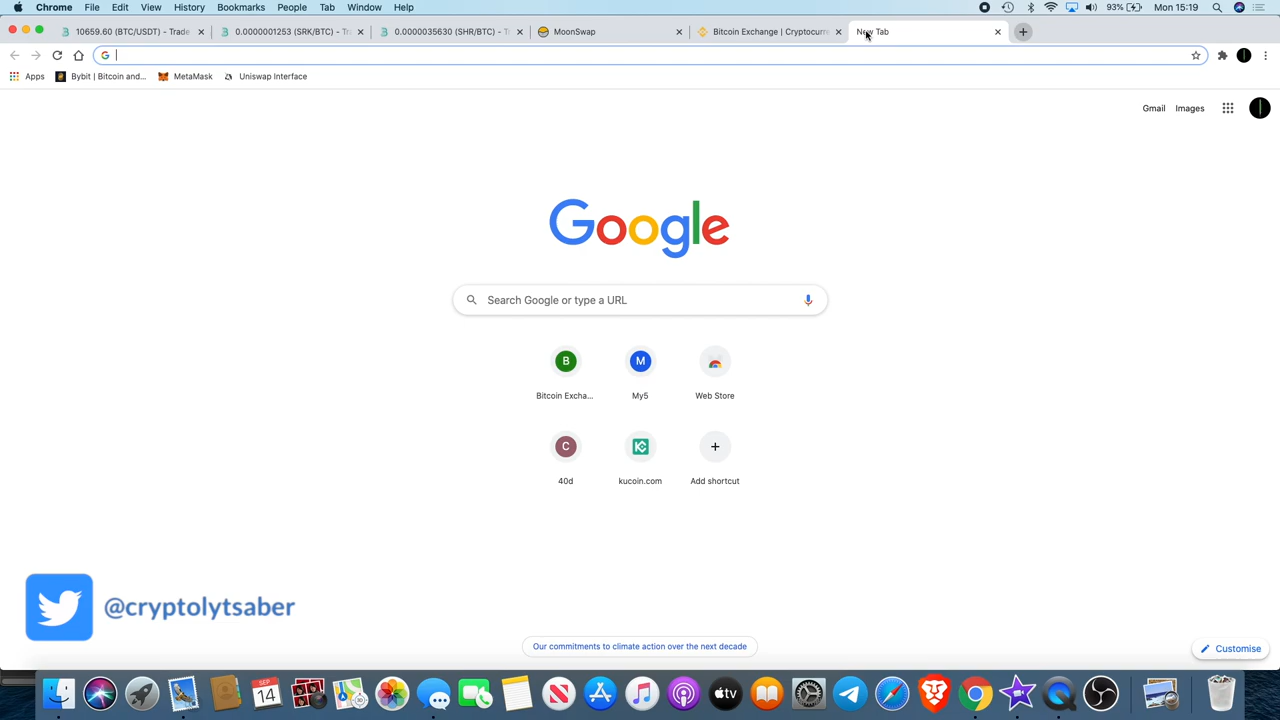 Chrome File Edit View History Bookmarks People Tab Window Help 93% Mon 15:19
10659.60 (BTC/USDT) - Trade 0.0000001253 (SRK/BTC) - Tr 0.0000035630 (SHR/BTC) - T MoonSwap Bitcoin Exchange | Cryptocurre New Tab
Apps Bybit | Bitcoin and... MetaMask Uniswap Interface
Gmail Images
Google
Search Google or type a URL
B M
Bitcoin Excha... My5 Web Store
C
40d kucoin.com Add shortcut
@cryptolytsaber
Our commitments to climate action over the next decade
Customise
SEP
14
tv